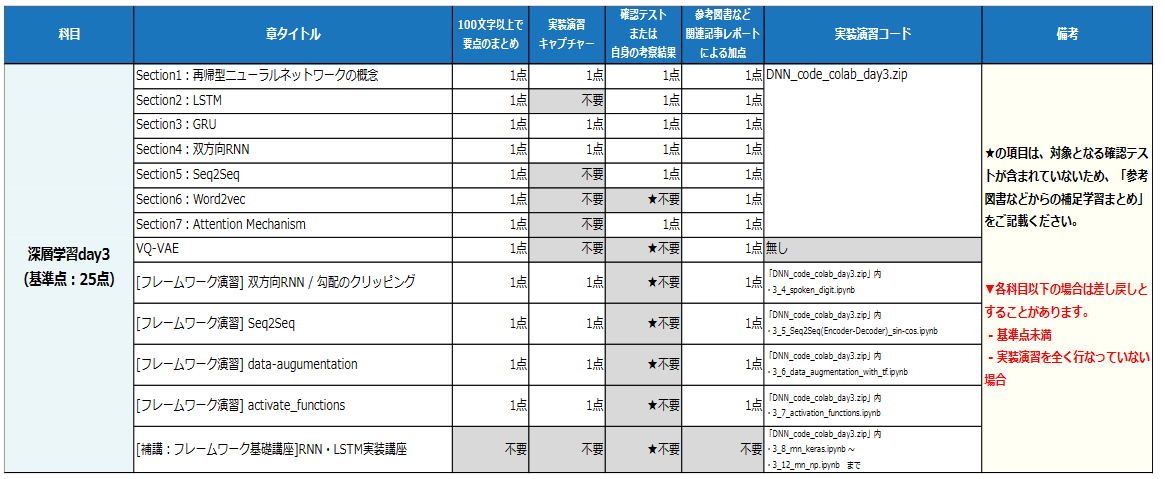 科目
章タイトル
100文字以上で
要点のまとめ
実装演習
キャプチャー
確認テスト
または
自身の考察結果
参考図書など
関連記事レポート
による加点
実装演習コード
備考
深層学習day3
(基準点：25点)
Section1：再帰型ニューラルネットワークの概念 1点 1点 1点 1点 DNN_code_colab_day3.zip
Section2：LSTM 1点 不要 1点 1点
Section3：GRU 1点 1点 1点 1点
Section4：双方向RNN 1点 1点 1点 1点
Section5：Seq2Seq 1点 不要 1点 1点
Section6：Word2vec 1点 不要 ★不要 1点
Section7：Attention Mechanism 1点 不要 1点 1点
VQ-VAE 1点 不要 ★不要 1点 無し
[フレームワーク演習] 双方向RNN / 勾配のクリッピング 1点 1点 ★不要 1点
「DNN_code_colab_day3.zip」内
・3_4_spoken_digit.ipynb
[フレームワーク演習] Seq2Seq 1点 1点 ★不要 1点
「DNN_code_colab_day3.zip」内
・3_5_Seq2Seq(Encoder-Decoder)_sin-cos.ipynb
[フレームワーク演習] data-augumentation 1点 1点 ★不要 1点
「DNN_code_colab_day3.zip」内
・3_6_data_augmentation_with_tf.ipynb
[フレームワーク演習] activate_functions 1点 1点 ★不要 1点
「DNN_code_colab_day3.zip」内
・3_7_activation_functions.ipynb
[補講：フレームワーク基礎講座]RNN・LSTM実装講座 不要 不要 ★不要 不要
「DNN_code_colab_day3.zip」内
・3_8_rnn_keras.ipynb ～
・3_12_rnn_np.ipynb　まで
★の項目は、対象となる確認テス
トが含まれていないため、「参考
図書などからの補足学習まとめ」
をご記載ください。
▼各科目以下の場合は差し戻しと
することがあります。
- 基準点未満
- 実装演習を全く行なっていない
場合